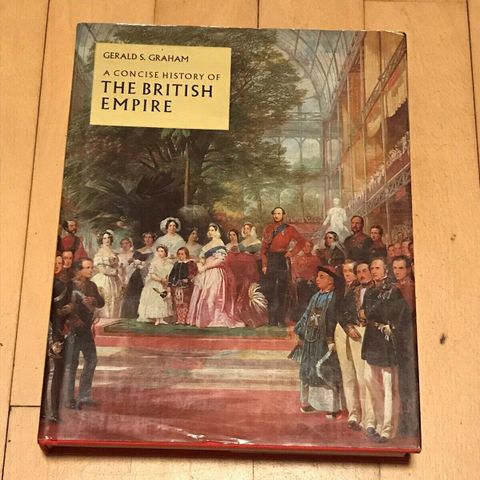 GERALD S. GRAHAM
A CONCISE HISTORY OF
THE BRITISH
EMPIRE